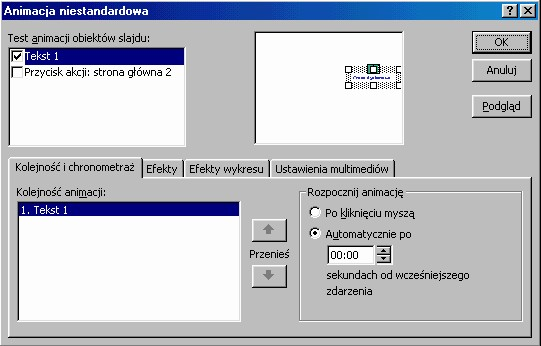 Animacja niestandardowa
Test animacji obiektów slajdu:
Tekst 1
Przycisk akcji: strona główna 2
OK
Anuluj
Podgląd
Kolejność i chronometraż
Efekty
Efekty wykresu
Ustawienia multimediów
Kolejność animacji:
1. Tekst 1
Przenieś
Rozpocznij animację
Po kliknięciu myszą
Automatycznie po
00:00
sekundach od wcześniejszego
zdarzenia